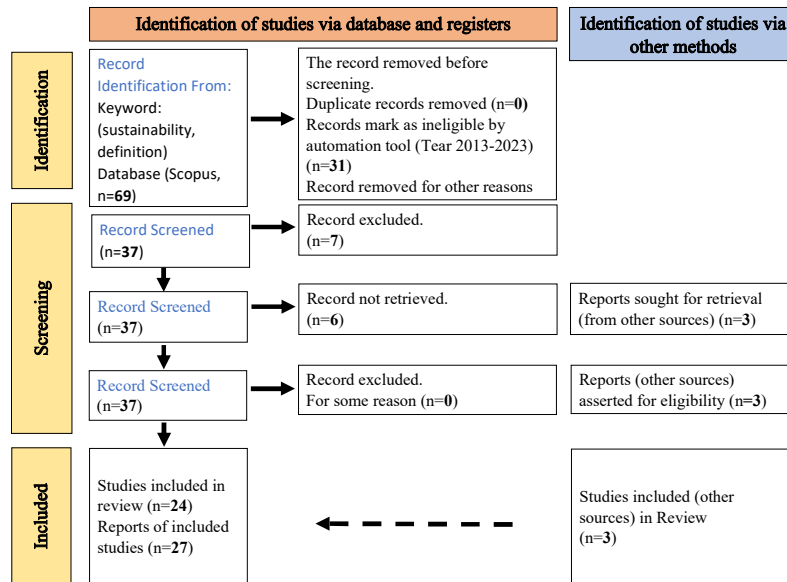 Identification of studies via database and registers
Identification of studies via
other methods
Identification
Record
Identification From:
Keyword:
(sustainability,
definition)
Database (Scopus,
n=69)
The record removed before
screening.
Duplicate records removed (n=0)
Records mark as ineligible by
automation tool (Tear 2013-2023)
(n=31)
Record removed for other reasons
Screening
Record Screened
(n=37)
Record excluded.
(n=7)
Record Screened
(n=37)
Record not retrieved.
(n=6)
Reports sought for retrieval
(from other sources) (n=3)
Record Screened
(n=37)
Record excluded.
For some reason (n=0)
Reports (other sources)
asserted for eligibility (n=3)
Included
Studies included in
review (n=24)
Reports of included
studies (n=27)
Studies included (other
sources) in Review
(n=3)